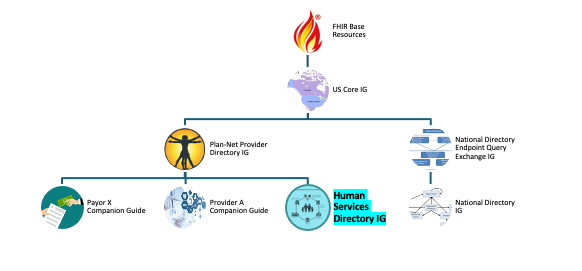 FHIR Base
Resources
US Core IG
Plan-Net Provider
Directory IG
National Directory
Endpoint Query
Exchange IG
Payor X
Companion Guide
Provider A
Companion Guide
Human
Services
Directory IG
National Directory
IG